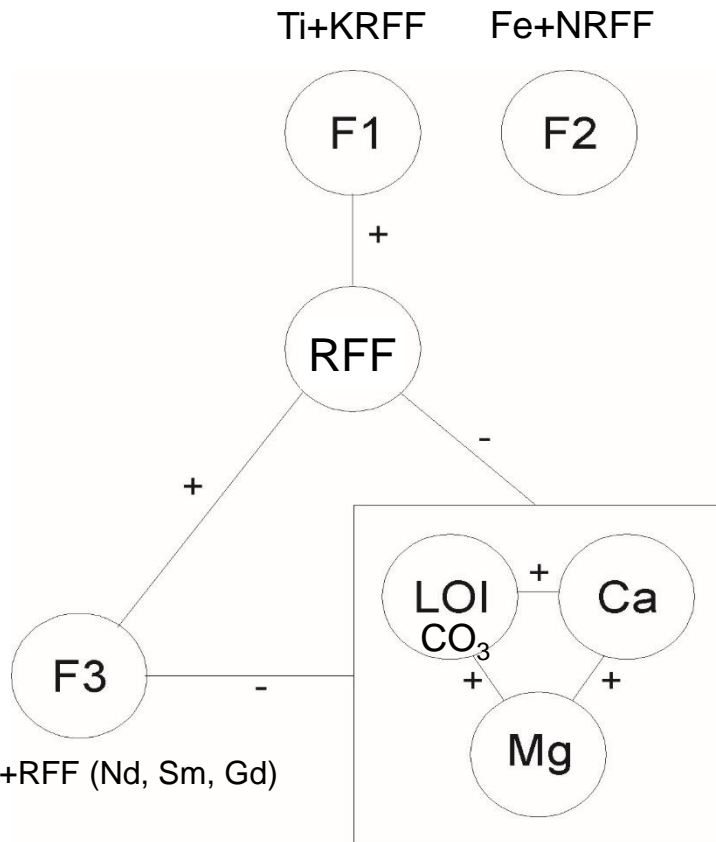 Ti+KRFF Fe+NRFF
F1 F2
+
RFF
+ -
LOI + Ca
CO₃
F3 - + +
Mg
+RFF (Nd, Sm, Gd)